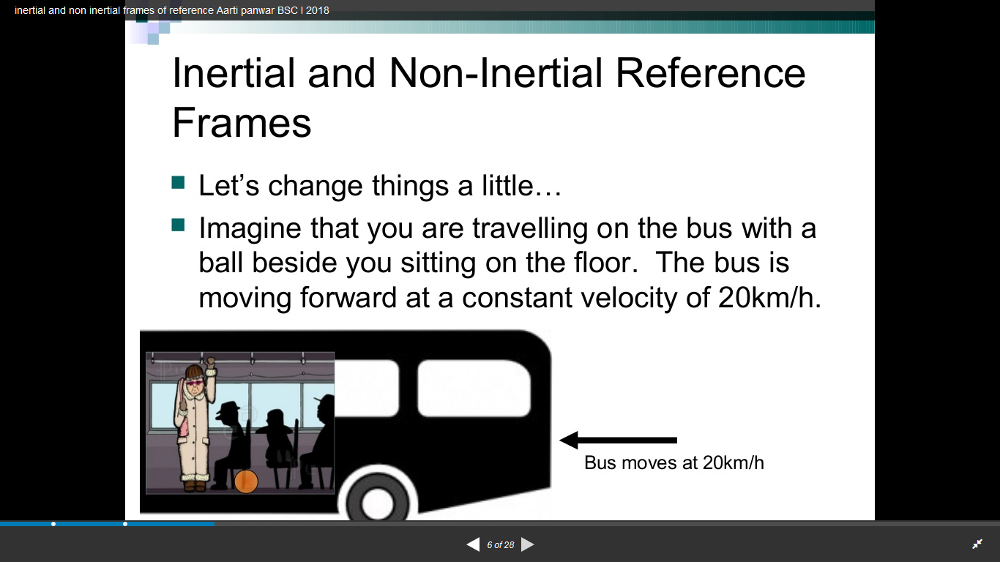 inertial and non inertial frames of reference Aarti panwar BSC I 2018
Inertial and Non-Inertial Reference
Frames
Let’s change things a little…
Imagine that you are travelling on the bus with a
ball beside you sitting on the floor.  The bus is
moving forward at a constant velocity of 20km/h.
Bus moves at 20km/h
6 of 28